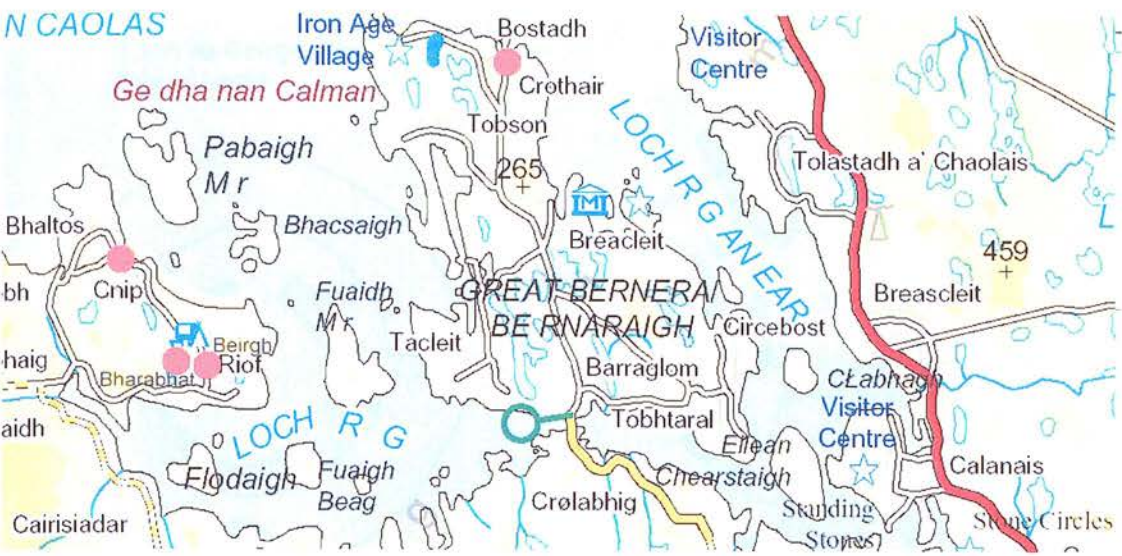 N CAOLAS
Iron Age
Village
Bostadh
Visitor
Centre
Ge dha nan Calman
Crothair
Tobson
LOCH R G AN EAR
Pabaigh
M r
265
Tolastadh a' Chaolais
L
Bhaltos
Bhacsaigh
M
Breacleit
459
bh
Cnip
Fuaidh
M r
GREAT BERNERA/
BE RNARAIGH
Breascleit
Circebost
Tacleit
haig
Beirgh
Riof
Bharabhat
Barraglom
CŁabhagh
Visitor
Centre
aidh
LOCH R G
Tobhtaral
Eilean
Chearstaigh
Flodaigh
Fuaigh
Beag
Calanais
Crølabhig
Cairisiadar
Standing
Stones
Stone Circles